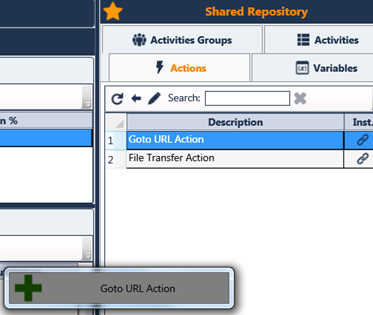 Shared Repository
Activities Groups
Activities
Actions
Variables
Search:
n %
Description
Inst.
1
Goto URL Action
2
File Transfer Action
Goto URL Action